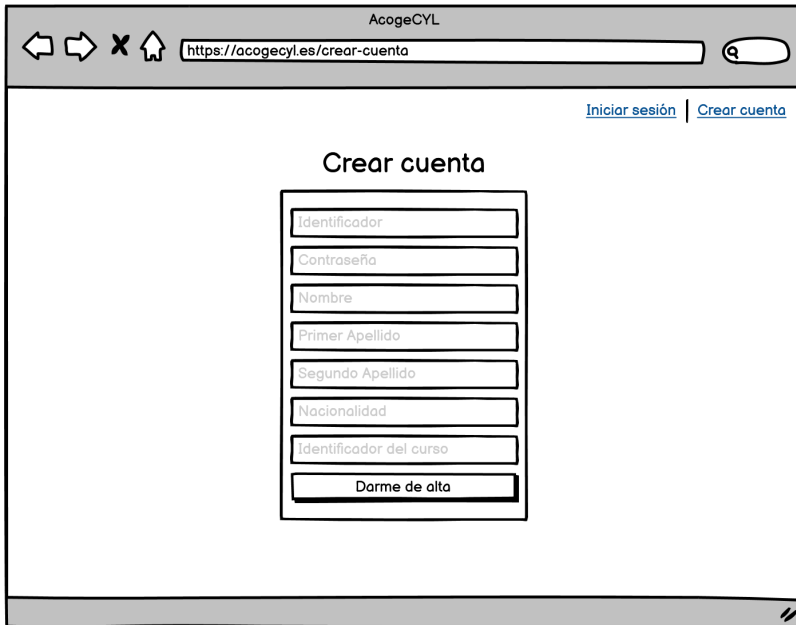 AcogeCYL
https://acogecyl.es/crear-cuenta
Iniciar sesión | Crear cuenta
Crear cuenta
Identificador
Contraseña
Nombre
Primer Apellido
Segundo Apellido
Nacionalidad
Identificador del curso
Darme de alta